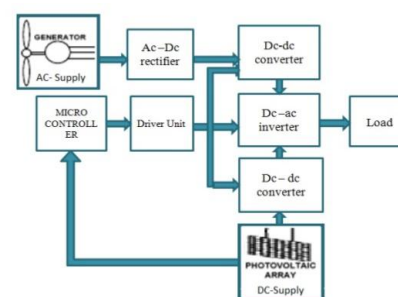 GENERATOR
AC- Supply
Ac –Dc
rectifier
Dc-dc
converter
MICRO
CONTROLL
ER
Driver Unit
Dc –ac
inverter
Load
Dc – dc
converter
PHOTOVOLTAIC
ARRAY
DC-Supply